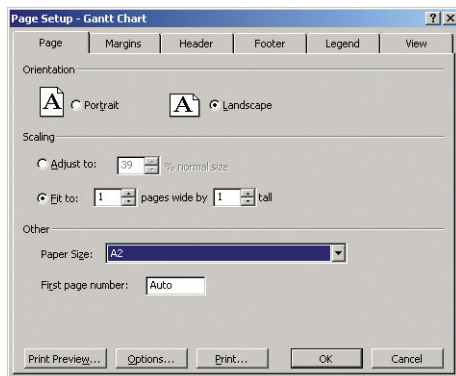 Page Setup - Gantt Chart
Page Margins Header Footer Legend View
Orientation
A Portrait A Landscape
Scaling
Adjust to: 39 % normal size
Fit to: 1 pages wide by 1 tall
Other
Paper Size: A2
First page number: Auto
Print Preview... Options... Print... OK Cancel